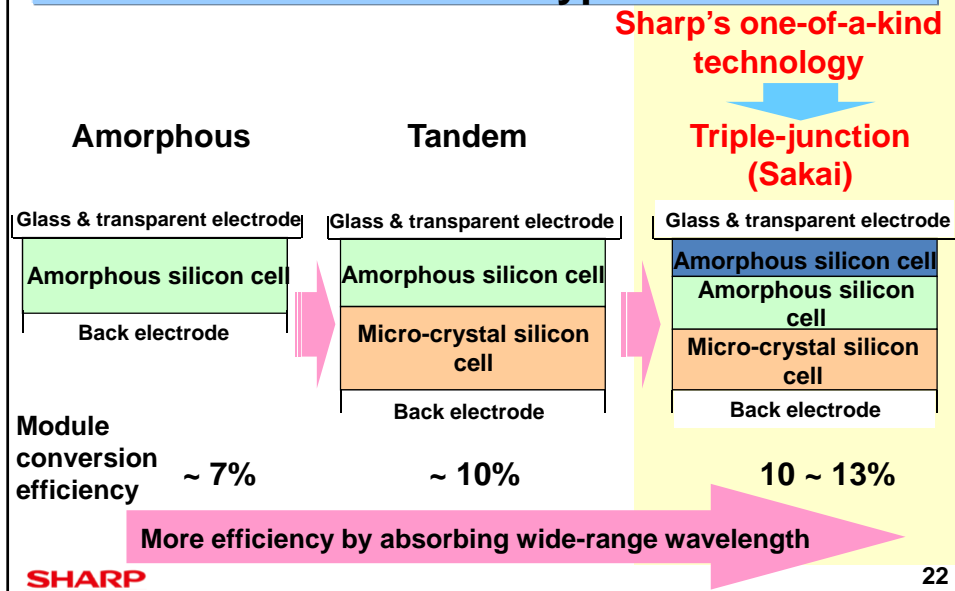 Sharp's one-of-a-kind
technology
Amorphous
Tandem
Triple-junction
(Sakai)
Glass & transparent electrode
Amorphous silicon cell
Back electrode
Glass & transparent electrode
Amorphous silicon cell
Micro-crystal silicon
cell
Back electrode
Glass & transparent electrode
Amorphous silicon cell
Amorphous silicon
cell
Micro-crystal silicon
cell
Back electrode
Module
conversion
efficiency
~ 7%
~ 10%
10 ~ 13%
More efficiency by absorbing wide-range wavelength
SHARP
22